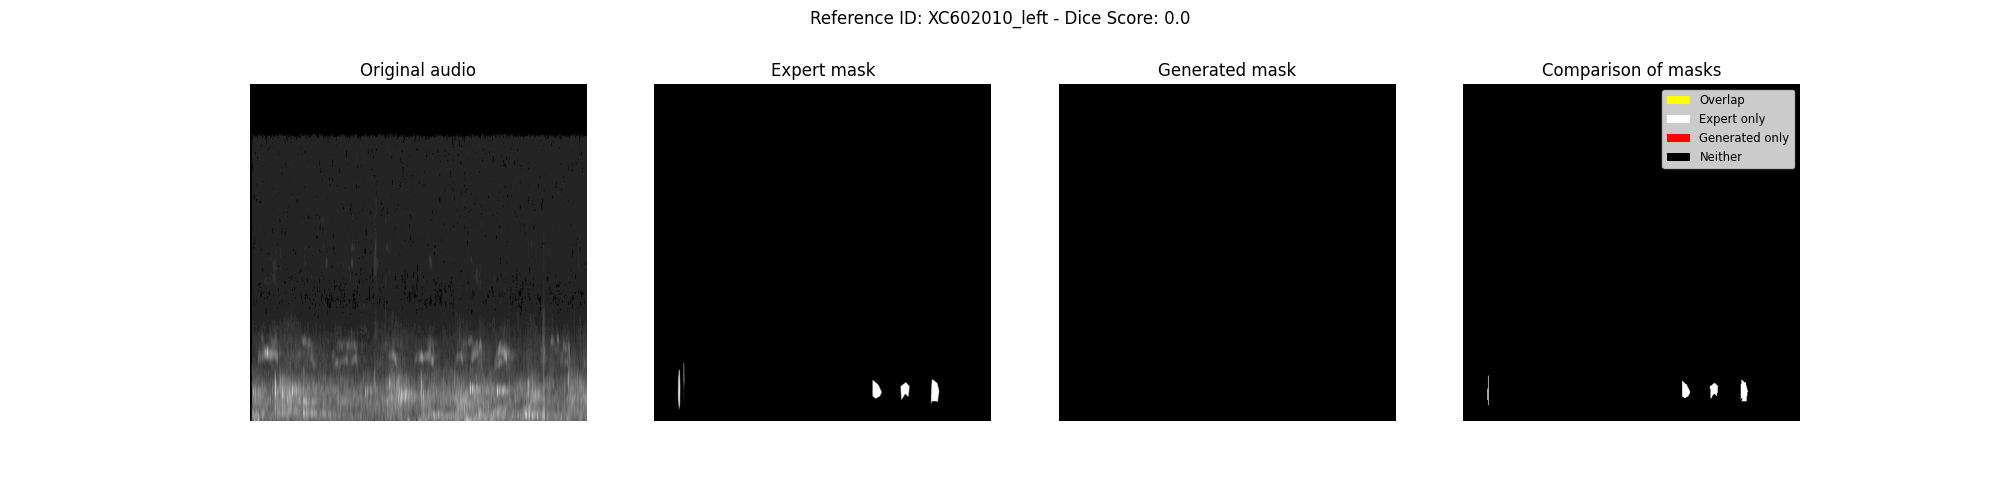 Reference ID: XC602010_left - Dice Score: 0.0
Original audio
Expert mask
Generated mask
Comparison of masks
Overlap
Expert only
Generated only
Neither